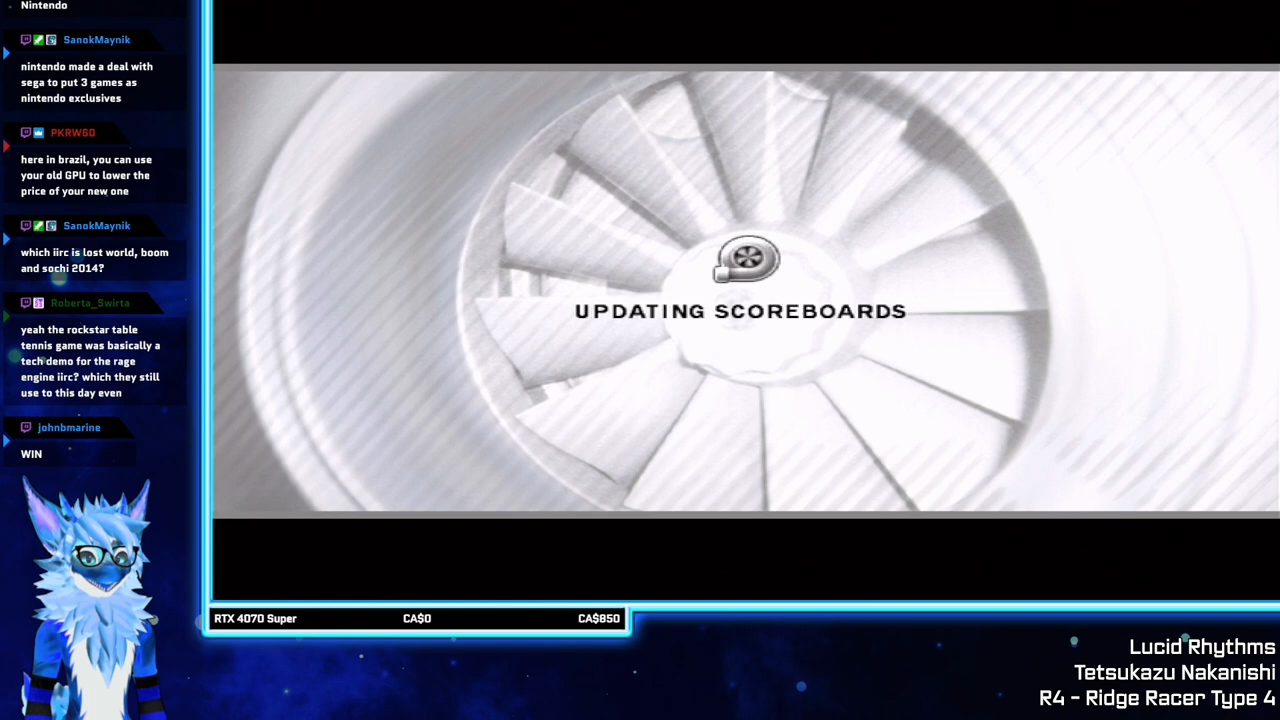 Nintendo
SanokMaynik
nintendo made a deal with
sega to put 3 games as
nintendo exclusives
PKRW60
here in brazil, you can use
your old GPU to lower the
price of your new one
SanokMaynik
which iirc is lost world, boom
and sochi 2014?
Roberta_Swirta
yeah the rockstar table
tennis game was basically a
tech demo for the rage
engine iirc? which they still
use to this day even
johnbmarine
WIN
UPDATING SCOREBOARDS
RTX 4070 Super CA$0 CA$850
Lucid Rhythms
Tetsukazu Nakanishi
R4 - Ridge Racer Type 4